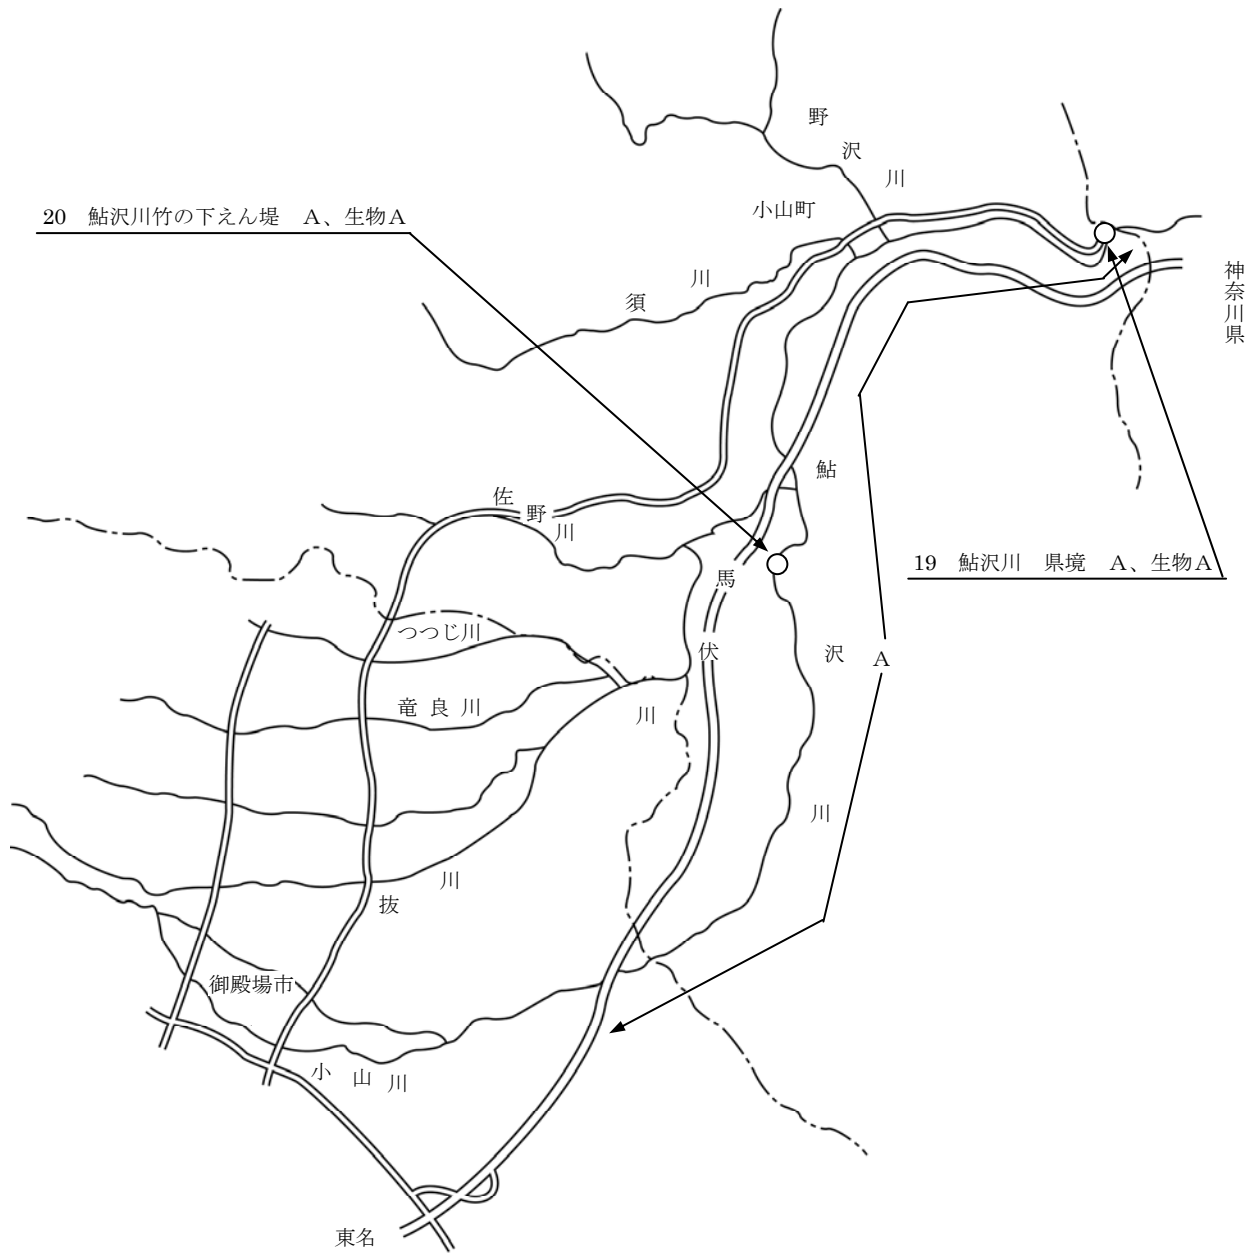 野沢川
20 鮎沢川竹の下えん堤 A、生物A
小山町
須川
神奈川県
佐野川
鮎沢川
19 鮎沢川 県境 A、生物A
馬伏川
つつじ川
A
竜良川
抜川
御殿場市
小山川
東名